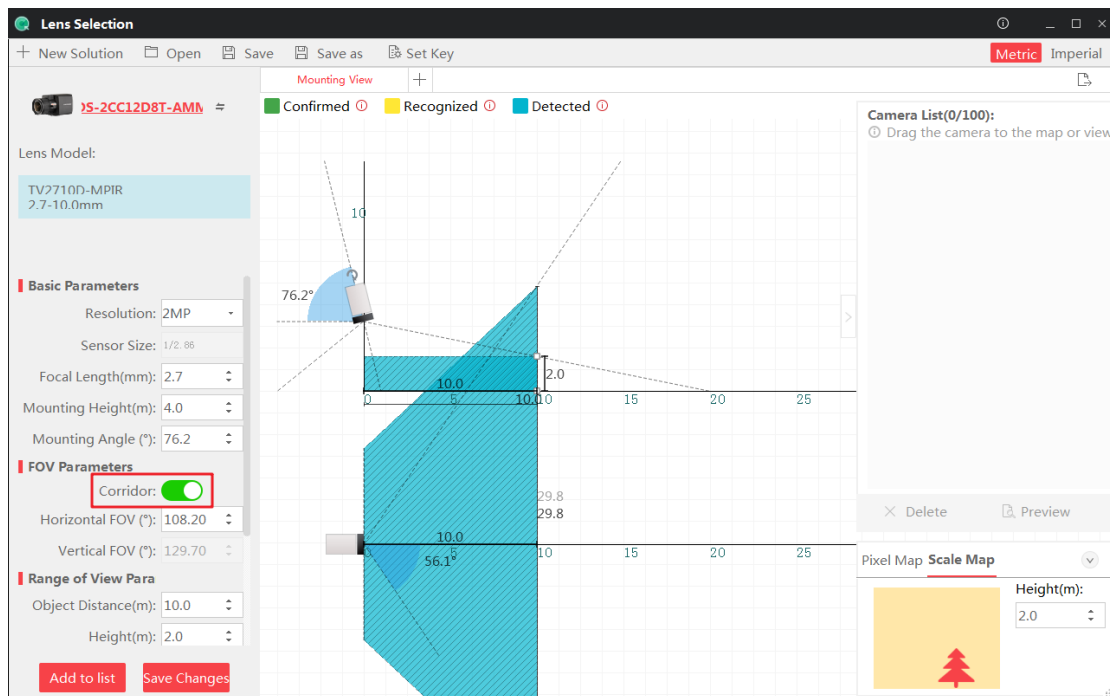 Lens Selection
New Solution Open Save Save as Set Key Metric Imperial
Mounting View
DS-2CC12D8T-AMM
Confirmed Recognized Detected
Lens Model:
TV2710D-MPIR
2.7-10.0mm
Basic Parameters
Resolution: 2MP
Sensor Size: 1/2.86
Focal Length(mm): 2.7
Mounting Height(m): 4.0
Mounting Angle (°): 76.2
FOV Parameters
Corridor:
Horizontal FOV (°): 108.20
Vertical FOV (°): 129.70
Range of View Para
Object Distance(m): 10.0
Height(m): 2.0
Add to list Save Changes
10
76.2°
2.0
10.0
0 5 10.0 10 15 20 25
29.8
29.8
10.0
0 5 10 15 20 25
56.1°
Camera List(0/100):
Drag the camera to the map or view
Delete Preview
Pixel Map Scale Map
Height(m):
2.0